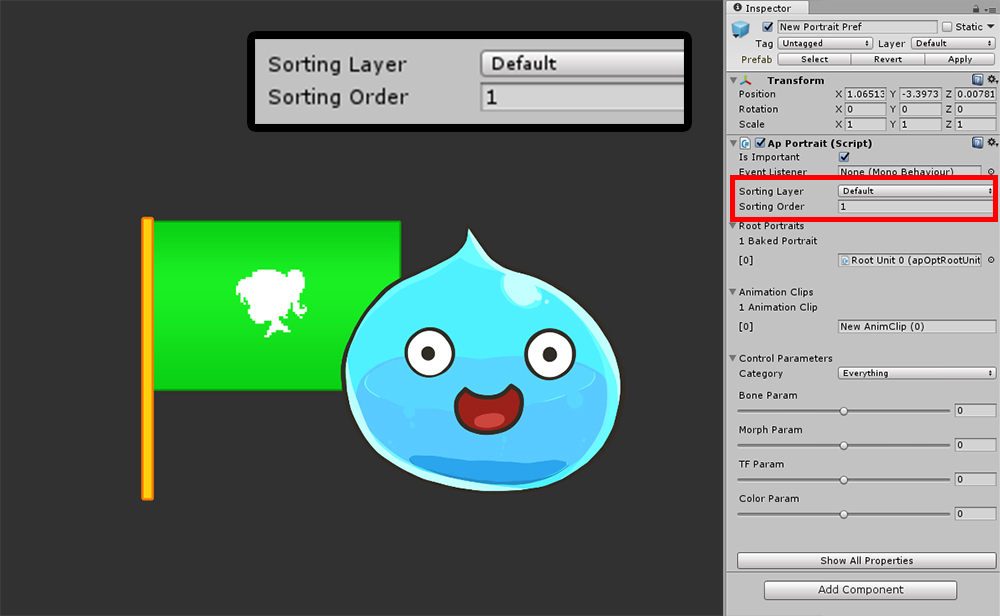 Sorting Layer Default
Sorting Order 1
Inspector
New Portrait Pref Static
Tag Untagged Layer Default
Prefab Select Revert Apply
Transform
Position X 1.06513 Y -3.3973 Z 0.00781
Rotation X 0 Y 0 Z 0
Scale X 1 Y 1 Z 1
Ap Portrait (Script)
Is Important
Event Listener None (Mono Behaviour)
Sorting Layer Default
Sorting Order 1
Root Portraits
1 Baked Portrait
[0] Root Unit 0 (apOptRootUnit
Animation Clips
1 Animation Clip
[0] New AnimClip (0)
Control Parameters
Category Everything
Bone Param
0
Morph Param
0
TF Param
0
Color Param
0
Show All Properties
Add Component